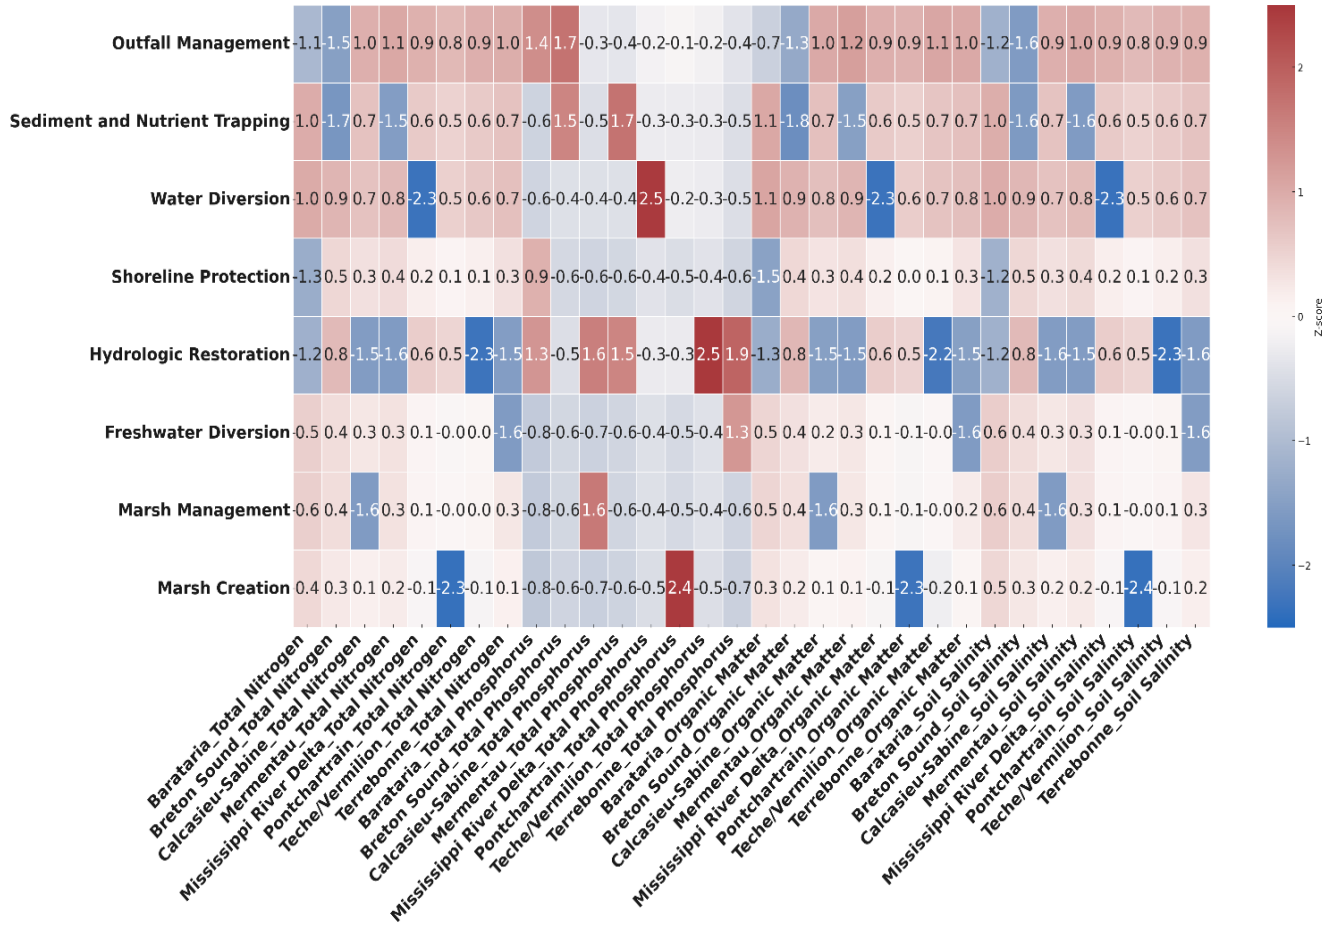 Outfall Management -1.1 -1.5 1.0 1.1 0.9 0.8 0.9 1.0 1.4 1.7 -0.3 -0.4 -0.2 -0.1 -0.2 -0.4 -0.7 -1.3 1.0 1.2 0.9 0.9 1.1 1.0 -1.2 -1.6 0.9 1.0 0.9 0.8 0.9 0.9
Sediment and Nutrient Trapping 1.0 -1.7 0.7 -1.5 0.6 0.5 0.6 0.7 -0.6 1.5 -0.5 1.7 -0.3 -0.3 -0.3 -0.5 1.1 -1.8 0.7 -1.5 0.6 0.5 0.7 0.7 1.0 -1.6 0.7 -1.6 0.6 0.5 0.6 0.7
Water Diversion 1.0 0.9 0.7 0.8 -2.3 0.5 0.6 0.7 -0.6 -0.4 -0.4 -0.4 2.5 -0.2 -0.3 -0.5 1.1 0.9 0.8 0.9 -2.3 0.6 0.7 0.8 1.0 0.9 0.7 0.8 -2.3 0.5 0.6 0.7
Shoreline Protection -1.3 0.5 0.3 0.4 0.2 0.1 0.1 0.3 0.9 -0.6 -0.6 -0.6 -0.4 -0.5 -0.4 -0.6 -1.5 0.4 0.3 0.4 0.2 0.0 0.1 0.3 -1.2 0.5 0.3 0.4 0.2 0.1 0.2 0.3
Hydrologic Restoration -1.2 0.8 -1.5 -1.6 0.6 0.5 -2.3 -1.5 1.3 -0.5 1.6 1.5 -0.3 -0.3 2.5 1.9 -1.3 0.8 -1.5 -1.5 0.6 0.5 -2.2 -1.5 -1.2 0.8 -1.6 -1.5 0.6 0.5 -2.3 -1.6
Freshwater Diversion 0.5 0.4 0.3 0.3 0.1 -0.0 0.0 -1.6 -0.8 -0.6 -0.7 -0.6 -0.4 -0.5 -0.4 1.3 0.5 0.4 0.2 0.3 0.1 -0.1 -0.0 -1.6 0.6 0.4 0.3 0.3 0.1 -0.0 0.1 -1.6
Marsh Management 0.6 0.4 -1.6 0.3 0.1 -0.0 0.0 0.3 -0.8 -0.6 1.6 -0.6 -0.4 -0.5 -0.4 -0.6 0.5 0.4 -1.6 0.3 0.1 -0.1 -0.0 0.2 0.6 0.4 -1.6 0.3 0.1 -0.0 0.1 0.3
Marsh Creation 0.4 0.3 0.1 0.2 -0.1 -2.3 -0.1 0.1 -0.8 -0.6 -0.7 -0.6 -0.5 2.4 -0.5 -0.7 0.3 0.2 0.1 0.1 -0.1 -2.3 -0.2 0.1 0.5 0.3 0.2 0.2 -0.1 -2.4 -0.1 0.2
Barataria_Total Nitrogen
Breton Sound_Total Nitrogen
Calcasieu-Sabine_Total Nitrogen
Mermentau_Total Nitrogen
Mississippi River Delta_Total Nitrogen
Pontchartrain_Total Nitrogen
Teche/Vermilion_Total Nitrogen
Terrebonne_Total Nitrogen
Barataria_Total Phosphorus
Breton Sound_Total Phosphorus
Calcasieu-Sabine_Total Phosphorus
Mermentau_Total Phosphorus
Mississippi River Delta_Total Phosphorus
Pontchartrain_Total Phosphorus
Teche/Vermilion_Total Phosphorus
Terrebonne_Total Phosphorus
Barataria_Organic Matter
Breton Sound_Organic Matter
Calcasieu-Sabine_Organic Matter
Mermentau_Organic Matter
Mississippi River Delta_Organic Matter
Pontchartrain_Organic Matter
Teche/Vermilion_Organic Matter
Terrebonne_Organic Matter
Barataria_Soil Salinity
Breton Sound_Soil Salinity
Calcasieu-Sabine_Soil Salinity
Mermentau_Soil Salinity
Mississippi River Delta_Soil Salinity
Pontchartrain_Soil Salinity
Teche/Vermilion_Soil Salinity
Terrebonne_Soil Salinity
2
1
0
−1
−2
Z-score